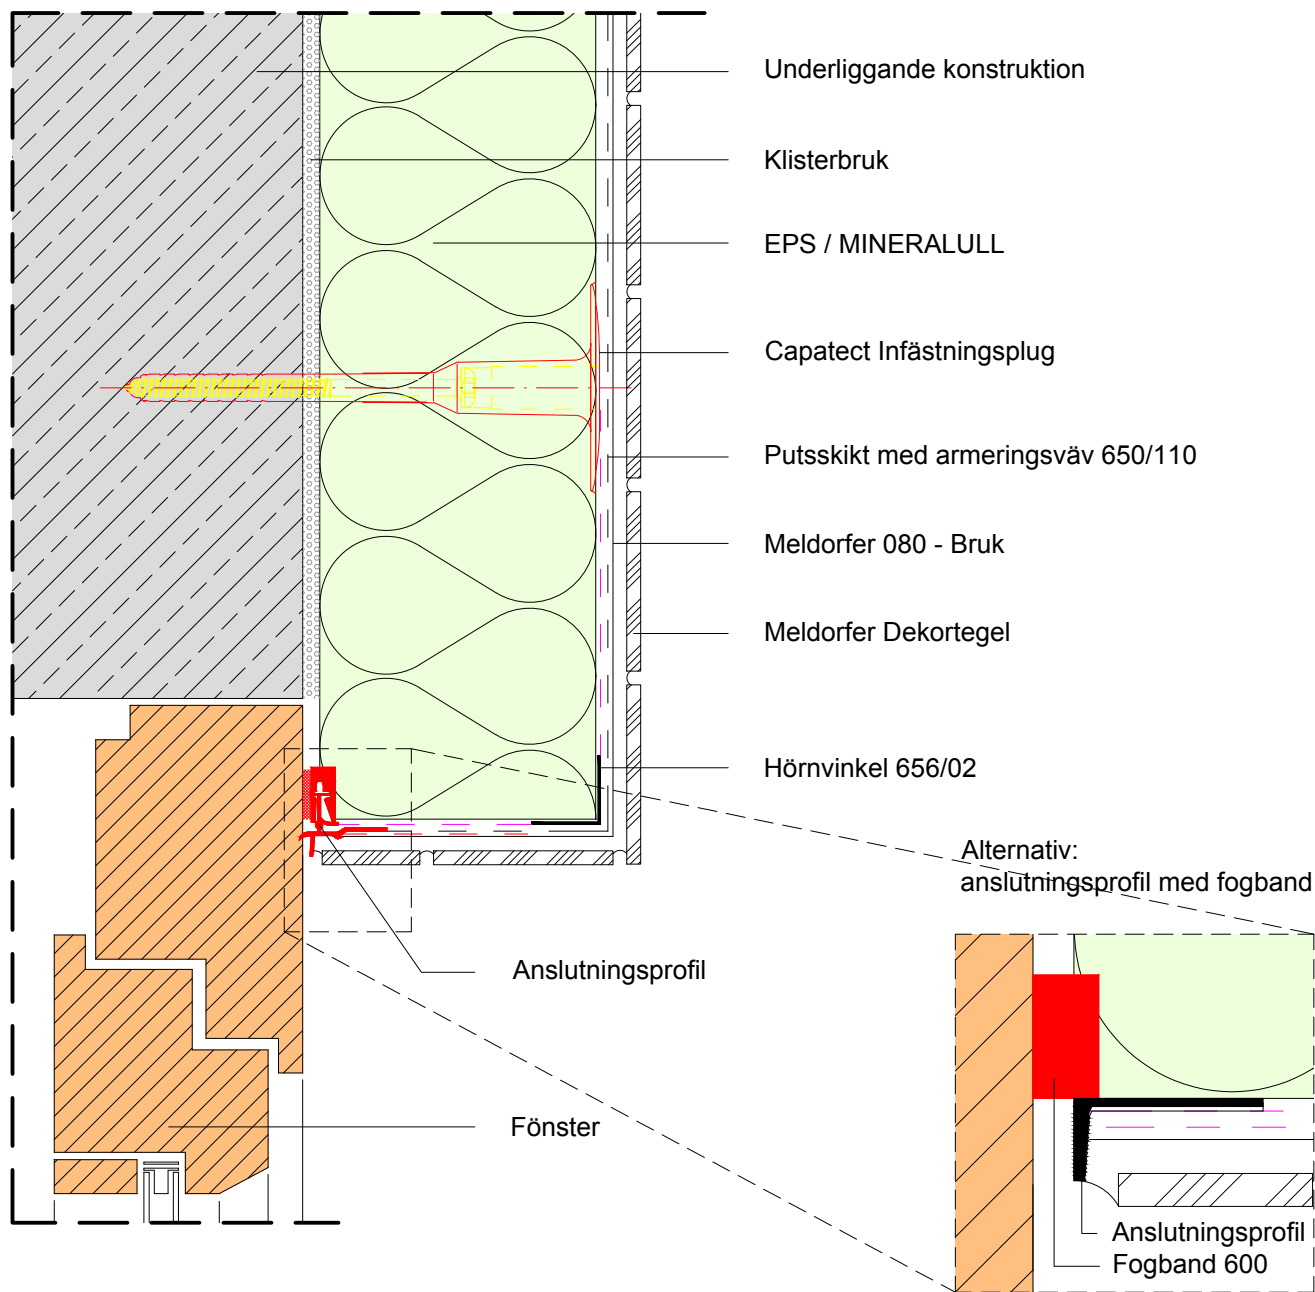 Underliggande konstruktion
Klisterbruk
EPS / MINERALULL
Capatect Infästningsplug
Putsskikt med armeringsväv 650/110
Meldorfer 080 - Bruk
Meldorfer Dekortegel
Hörnvinkel 656/02
Alternativ:
anslutningsprofil med fogband
Anslutningsprofil
Fönster
Anslutningsprofil
Fogband 600